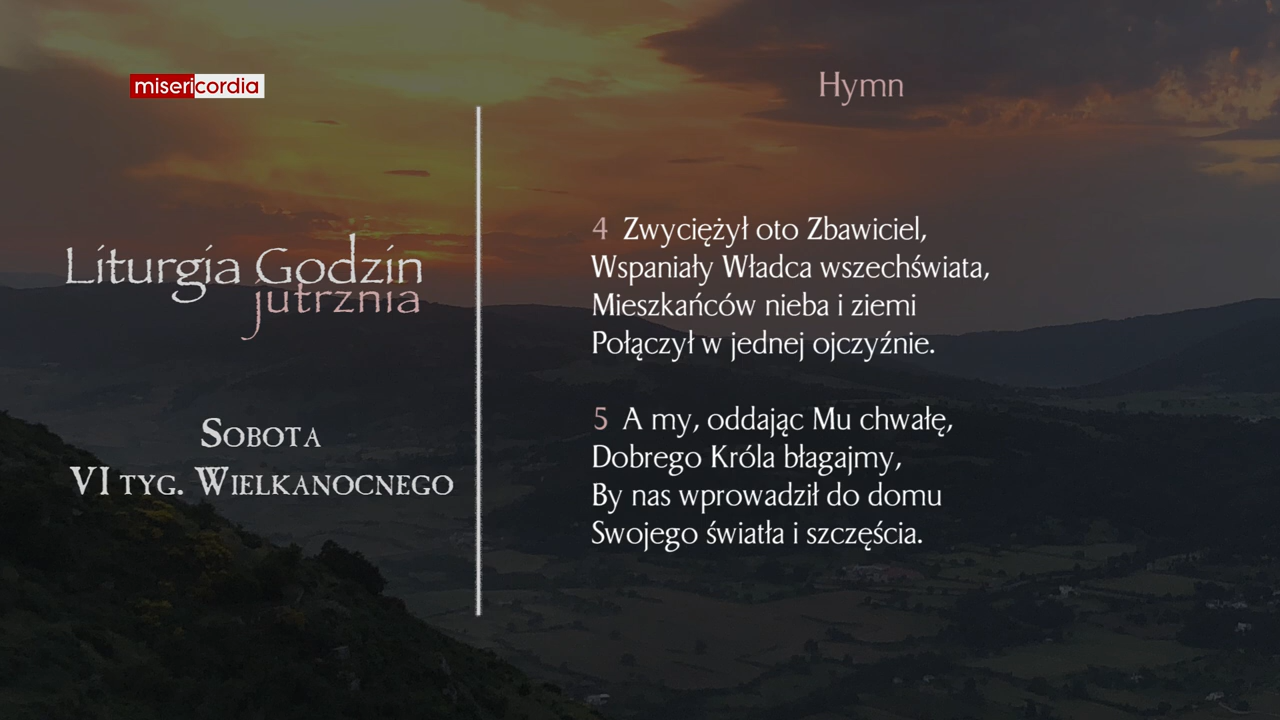 misericordia
Liturgia Godzin
jutrznia
Sobota
VI tyg. Wielkanocnego
Hymn
4 Zwyciężył oto Zbawiciel,
Wspaniały Władca wszechświata,
Mieszkańców nieba i ziemi
Połączył w jednej ojczyźnie.
5 A my, oddając Mu chwałę,
Dobrego Króla błagajmy,
By nas wprowadził do domu
Swojego światła i szczęścia.